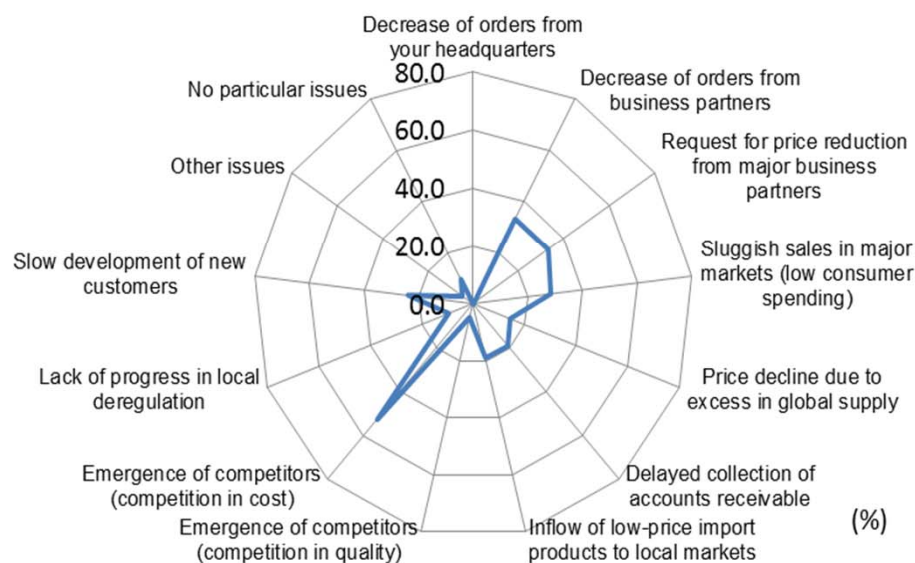 Decrease of orders from
your headquarters
80.0
60.0
40.0
20.0
0.0
Decrease of orders from
business partners
Request for price reduction
from major business
partners
Sluggish sales in major
markets (low consumer
spending)
Price decline due to
excess in global supply
Delayed collection of
accounts receivable
Inflow of low-price import
products to local markets
Emergence of competitors
(competition in quality)
Emergence of competitors
(competition in cost)
Lack of progress in local
deregulation
Slow development of new
customers
Other issues
No particular issues
(%)